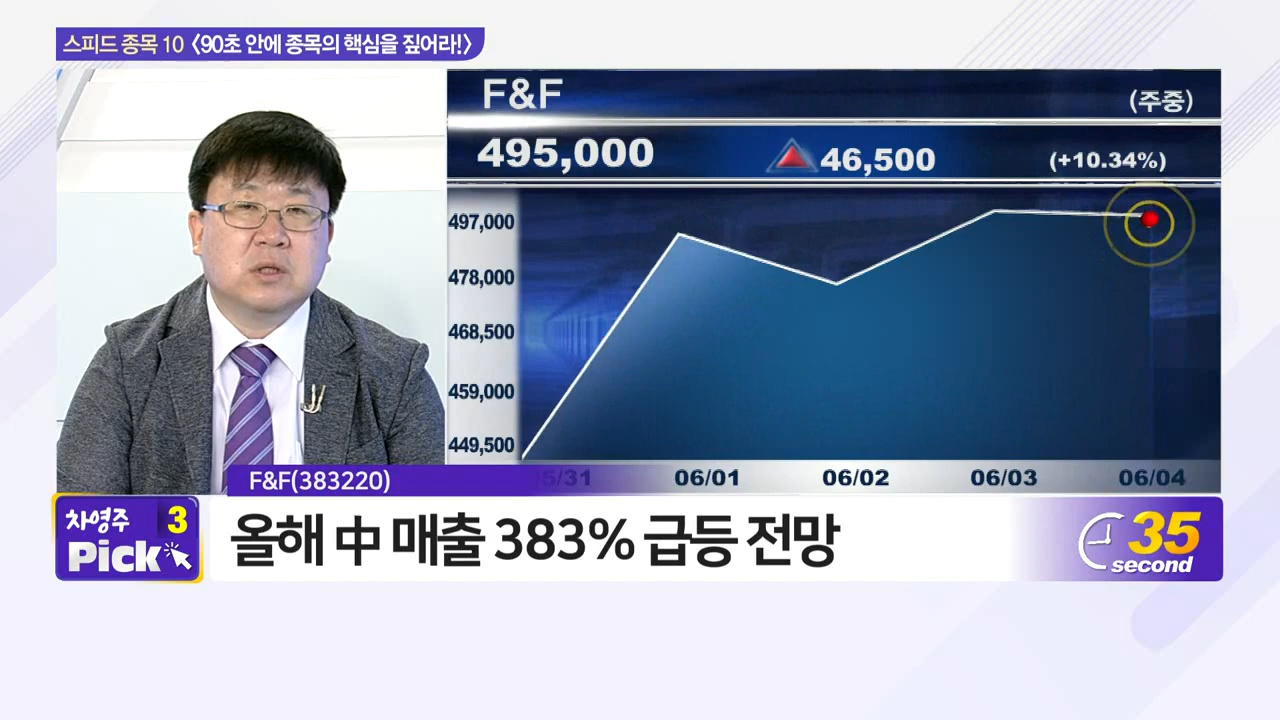 스피드 종목 10 〈90초 안에 종목의 핵심을 짚어라!〉
F&F
(주중)
495,000
46,500
(+10.34%)
497,000
478,000
468,500
459,000
449,500
05/31
06/01
06/02
06/03
06/04
F&F(383220)
차영주 3
Pick
올해 中 매출 383% 급등 전망
35
second